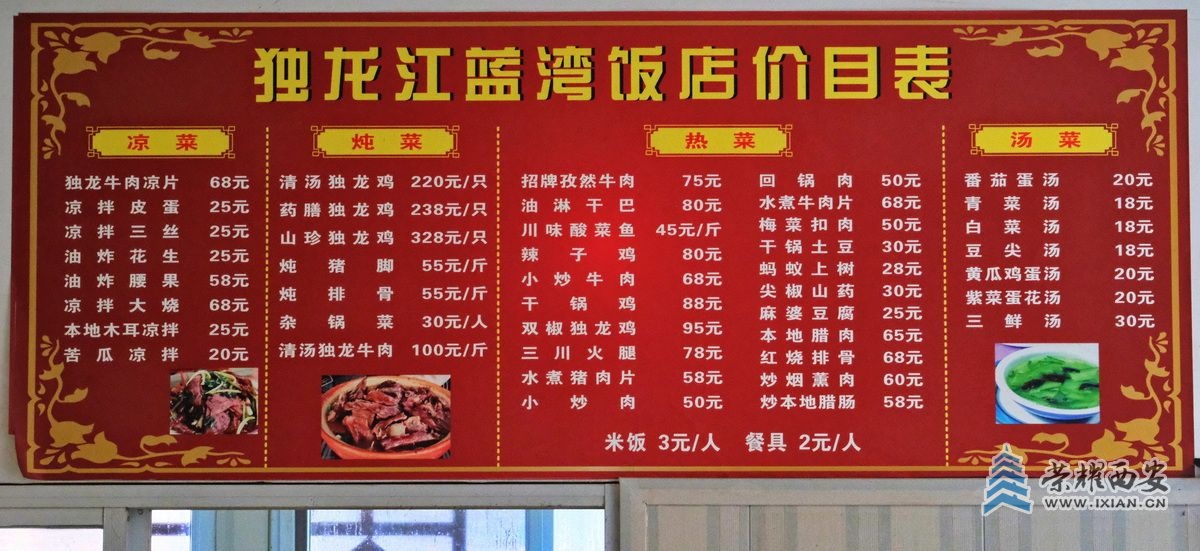 独龙江蓝湾饭店价目表
凉菜
独龙牛肉凉片 68元
凉拌皮蛋 25元
凉拌三丝 25元
油炸花生 25元
油炸腰果 58元
凉拌大烧 68元
本地木耳凉拌 25元
苦瓜凉拌 20元
炖菜
清汤独龙鸡 220元/只
药膳独龙鸡 238元/只
山珍独龙鸡 328元/只
炖猪脚 55元/斤
炖排骨 55元/斤
杂锅菜 30元/人
清汤独龙牛肉 100元/斤
热菜
招牌孜然牛肉 75元
油淋干巴 80元
川味酸菜鱼 45元/斤
辣子鸡 80元
小炒牛肉 68元
干锅鸡 88元
双椒独龙鸡 95元
三川火腿 78元
水煮猪肉片 58元
小炒肉 50元
回锅肉 50元
水煮牛肉片 68元
梅菜扣肉 50元
干锅土豆 30元
蚂蚁上树 28元
尖椒山药 30元
麻婆豆腐 25元
本地腊肉 65元
红烧排骨 68元
炒烟薰肉 60元
炒本地腊肠 58元
米饭 3元/人 餐具 2元/人
汤菜
番茄蛋汤 20元
青菜汤 18元
白菜汤 18元
豆尖汤 18元
黄瓜鸡蛋汤 20元
紫菜蛋花汤 20元
三鲜汤 30元
荣耀西安
WWW.IXIAN.CN